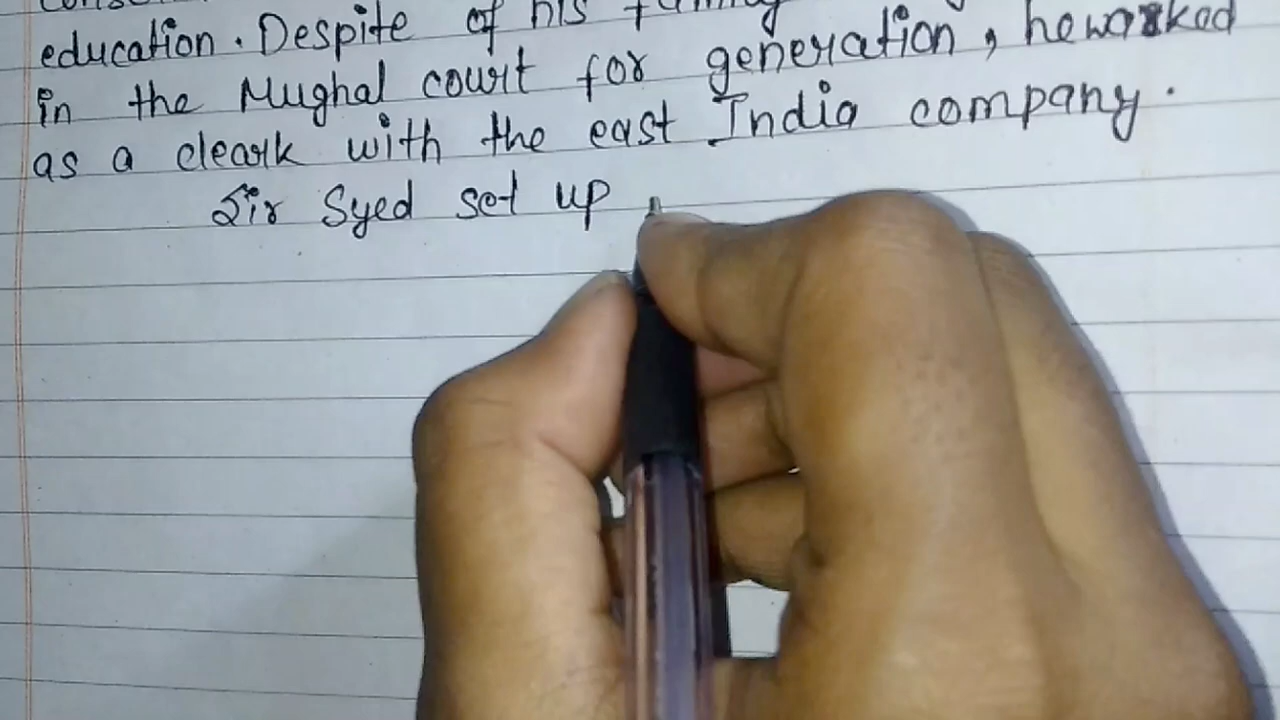 education. Despite of his family
in the Mughal court for generation, he worked
as a cleark with the east India company.
Sir Syed set up